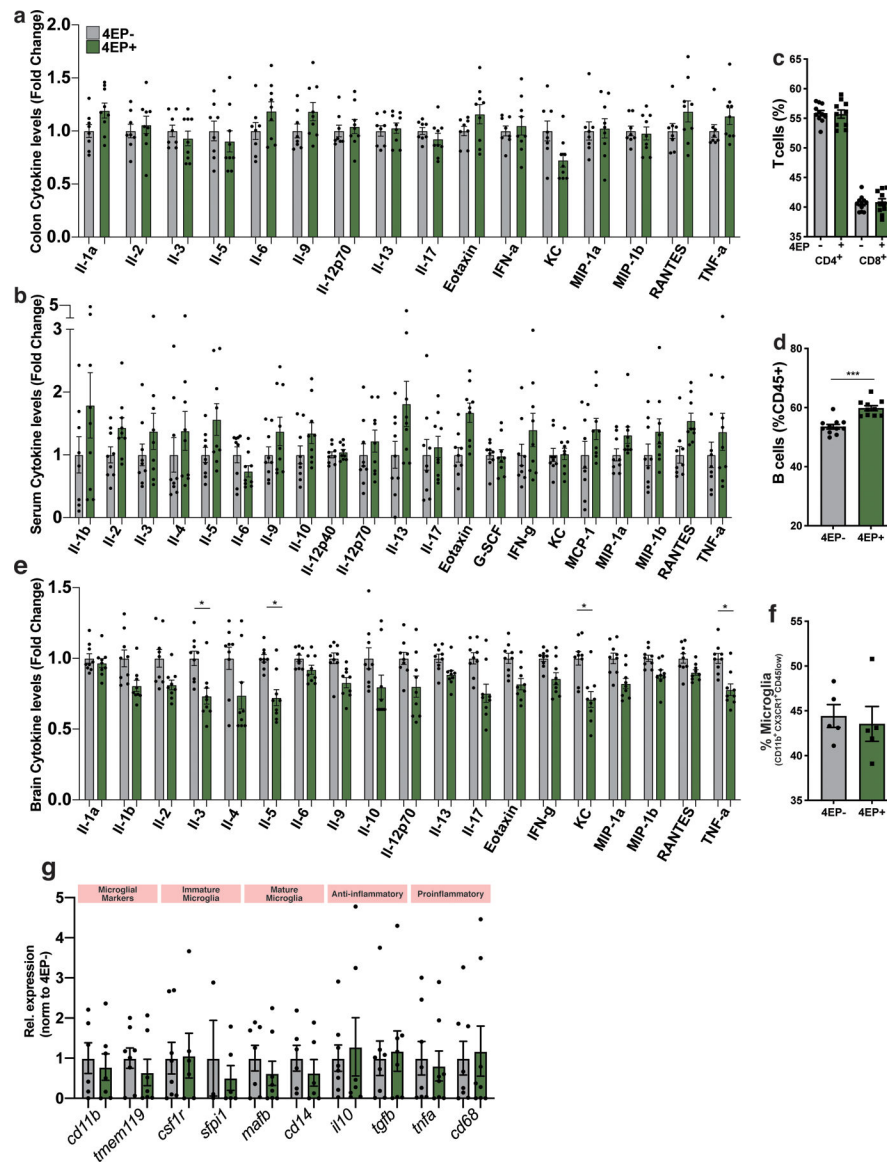 a
4EP-
4EP+
Colon Cytokine levels (Fold Change)
2.0
1.5
1.0
0.5
0.0
Il-1a
Il-2
Il-3
Il-5
Il-6
Il-9
Il-12p70
Il-13
Il-17
Eotaxin
IFN-a
KC
MIP-1a
MIP-1b
RANTES
TNF-a
c
T cells (%)
65
60
55
50
45
40
35
4EP - + - +
CD4+ CD8+
b
Serum Cytokine levels (Fold Change)
5
3
2
1
0
Il-1b
Il-2
Il-3
Il-4
Il-5
Il-6
Il-9
Il-10
Il-12p40
Il-12p70
Il-13
Il-17
Eotaxin
G-SCF
IFN-g
KC
MCP-1
MIP-1a
MIP-1b
RANTES
TNF-a
d
B cells (%CD45+)
80
60
40
20
***
4EP- 4EP+
e
Brain Cytokine levels (Fold Change)
1.5
1.0
0.5
0.0
* * * *
Il-1a
Il-1b
Il-2
Il-3
Il-4
Il-5
Il-6
Il-9
Il-10
Il-12p70
Il-13
Il-17
Eotaxin
IFN-g
KC
MIP-1a
MIP-1b
RANTES
TNF-a
f
% Microglia
(CD11b+ CX3CR1+ CD45low)
55
50
45
40
35
4EP- 4EP+
g
Microglial Markers
Immature Microglia
Mature Microglia
Anti-inflammatory
Proinflammatory
Rel. expression
(norm to 4EP-)
5
4
3
2
1
0
cd11b
tmem119
csf1r
sfpi1
mafb
cd14
il10
tgfb
tnfa
cd68